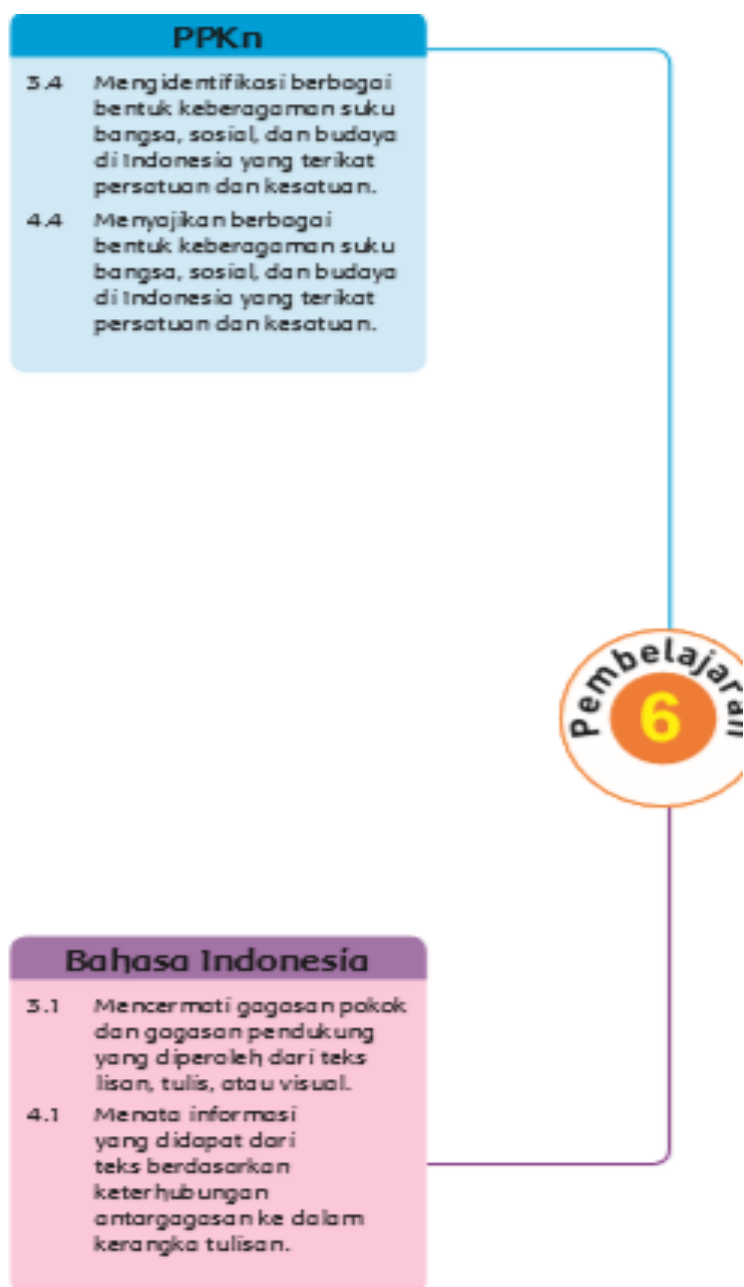 PPKn
3.4 Mengidentifikasi berbagai
bentuk keberagaman suku
bangsa, sosial, dan budaya
di Indonesia yang terikat
persatuan dan kesatuan.
4.4 Menyajikan berbagai
bentuk keberagaman suku
bangsa, sosial, dan budaya
di Indonesia yang terikat
persatuan dan kesatuan.
Pembelajaran
6
Bahasa Indonesia
3.1 Mencermati gagasan pokok
dan gagasan pendukung
yang diperoleh dari teks
lisan, tulis, atau visual.
4.1 Menata informasi
yang didapat dari
teks berdasarkan
keterhubungan
antargagasan ke dalam
kerangka tulisan.